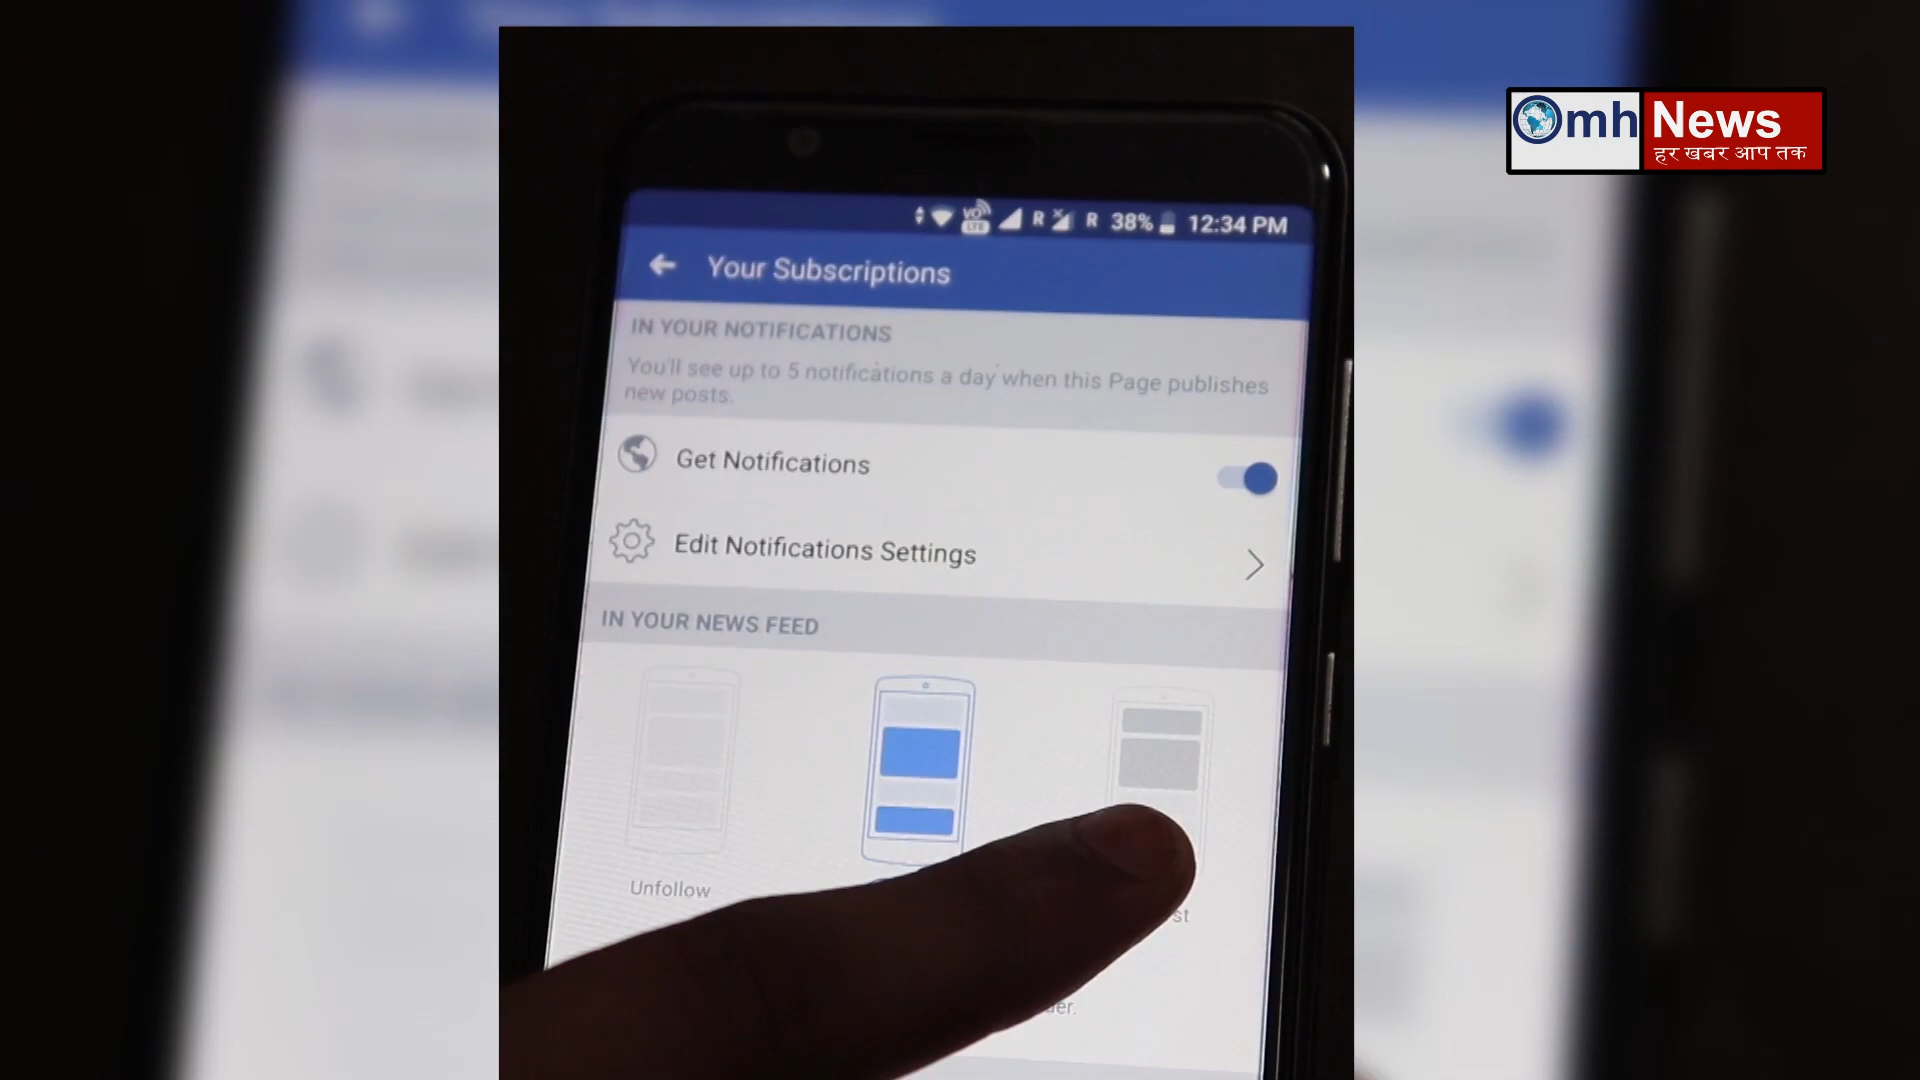 Omh News
हर खबर आप तक
R R 38% 12:34 PM
Your Subscriptions
IN YOUR NOTIFICATIONS
You'll see up to 5 notifications a day when this Page publishes
new posts.
Get Notifications
Edit Notifications Settings
IN YOUR NEWS FEED
Unfollow